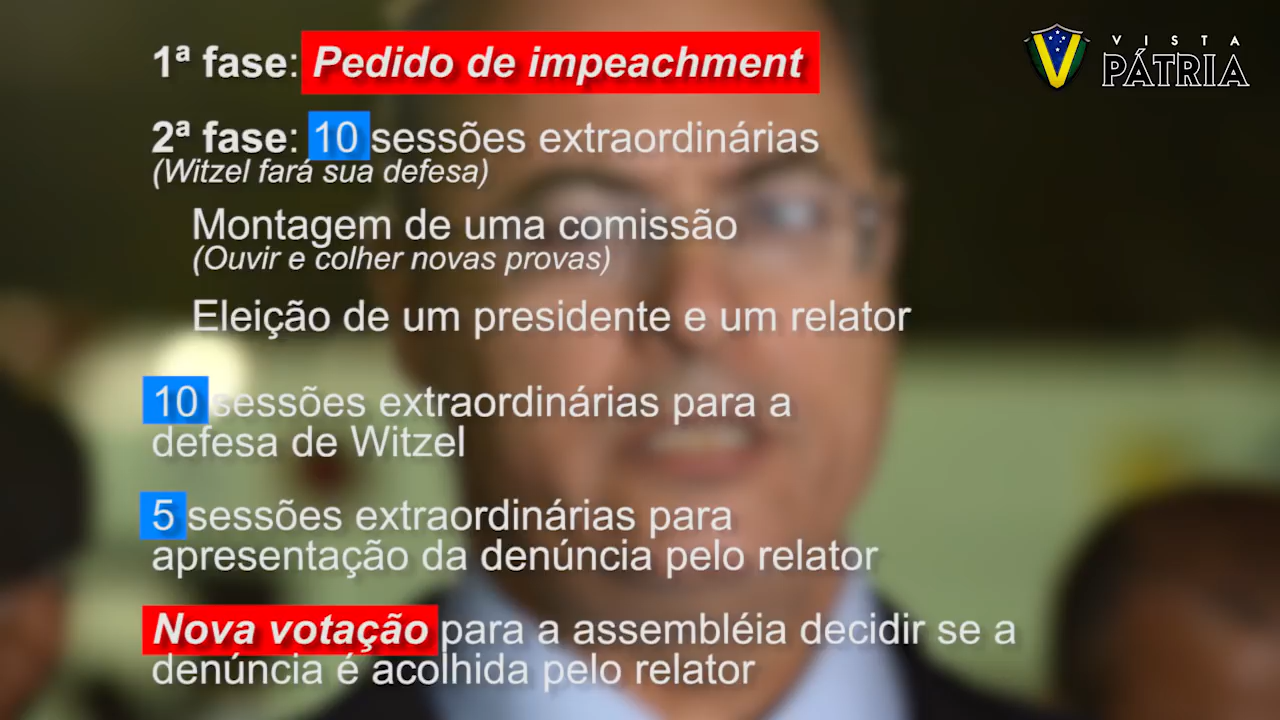 1ª fase: Pedido de impeachment
VISTA
PÁTRIA
2ª fase: 10 sessões extraordinárias
(Witzel fará sua defesa)
Montagem de uma comissão
(Ouvir e colher novas provas)
Eleição de um presidente e um relator
10 sessões extraordinárias para a
defesa de Witzel
5 sessões extraordinárias para
apresentação da denúncia pelo relator
Nova votação para a assembléia decidir se a
denúncia é acolhida pelo relator